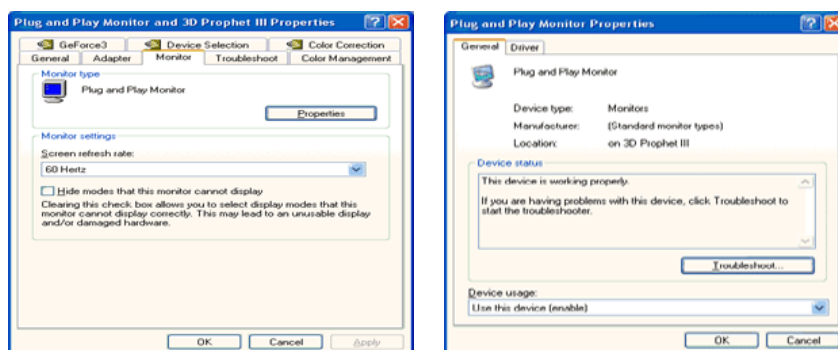 Plug and Play Monitor and 3D Prophet III Properties
GeForce3
Device Selection
Color Correction
General
Adapter
Monitor
Troubleshoot
Color Management
Monitor type
Plug and Play Monitor
Properties
Monitor settings
Screen refresh rate:
60 Hertz
Hide modes that this monitor cannot display
Clearing this check box allows you to select display modes that this
monitor cannot display correctly. This may lead to an unusable display
and/or damaged hardware.
OK
Cancel
Apply
Plug and Play Monitor Properties
General
Driver
Plug and Play Monitor
Device type: Monitors
Manufacturer: (Standard monitor types)
Location: on 3D Prophet III
Device status
This device is working properly.
If you are having problems with this device, click Troubleshoot to
start the troubleshooter.
Troubleshoot...
Device usage:
Use this device (enable)
OK
Cancel